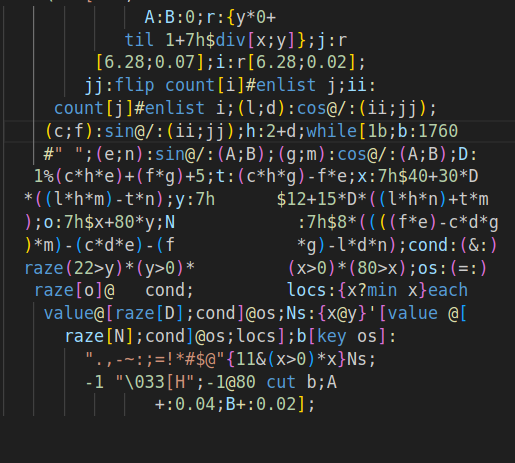 A:B:0;r:{y*0+
til 1+7h$div[x;y]};j:r
[6.28;0.07];i:r[6.28;0.02];
jj:flip count[i]#enlist j;ii:
count[j]#enlist i;(l;d):cos@/:(ii;jj);
(c;f):sin@/:(ii;jj);h:2+d;while[1b;b:1760
#" ";(e;n):sin@/:(A;B);(g;m):cos@/:(A;B);D:
1%(c*h*e)+(f*g)+5;t:(c*h*g)-f*e;x:7h$40+30*D
*((l*h*m)-t*n);y:7h $12+15*D*((l*h*n)+t*m
);o:7h$x+80*y;N :7h$8*((((f*e)-c*d*g
)*m)-(c*d*e)-(f *g)-l*d*n);cond:(&:)
raze(22>y)*(y>0)* (x>0)*(80>x);os:(=:)
raze[o]@ cond; locs:{x?min x}each
value@[raze[D];cond]@os;Ns:{x@y}'[value @[
raze[N];cond]@os;locs];b[key os]:
".,-~:;=!*#$@"{11&(x>0)*x}Ns;
-1 "\033[H";-1@80 cut b;A
+:0.04;B+:0.02];